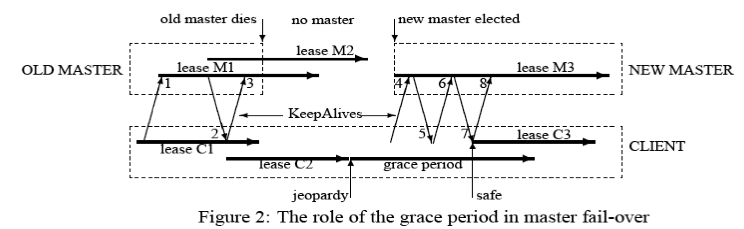 old master dies
no master
new master elected
lease M2
OLD MASTER
lease M1
lease M3
NEW MASTER
1
3
4
6
8
KeepAlives
2
5
7
lease C3
lease C1
CLIENT
lease C2
grace period
jeopardy
safe
Figure 2: The role of the grace period in master fail-over